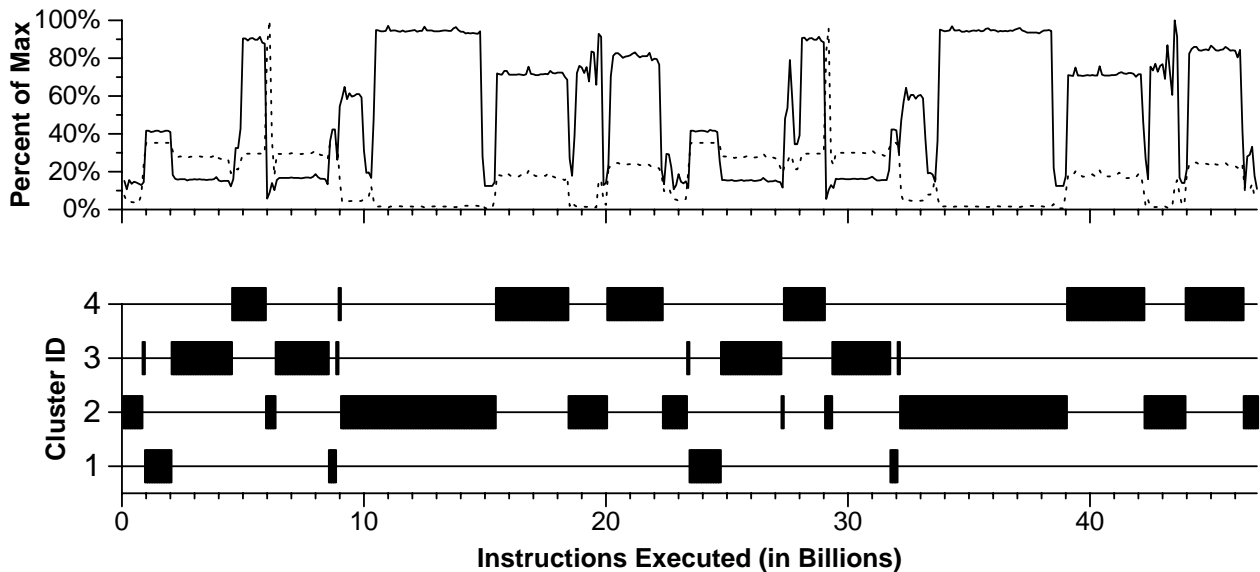 100%
80%
60%
40%
20%
0%
Percent of Max
4
3
2
1
Cluster ID
0 10 20 30 40
Instructions Executed (in Billions)